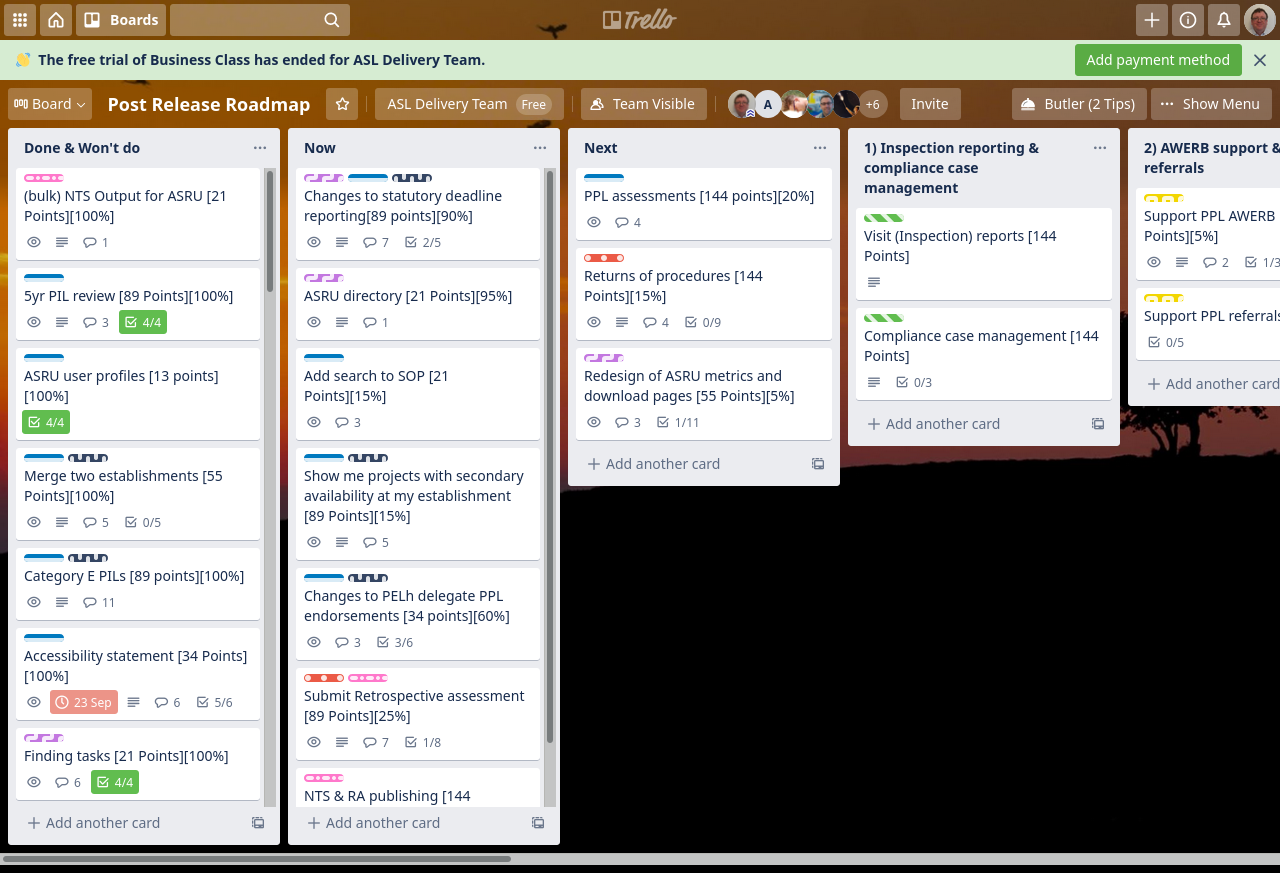 Boards
Trello
The free trial of Business Class has ended for ASL Delivery Team.
Add payment method
Board
Post Release Roadmap
ASL Delivery Team Free
Team Visible
A
+6
Invite
Butler (2 Tips)
Show Menu
Done & Won't do
(bulk) NTS Output for ASRU [21
Points][100%]
1
5yr PIL review [89 Points][100%]
3 4/4
ASRU user profiles [13 points]
[100%]
4/4
Merge two establishments [55
Points][100%]
5 0/5
Category E PILs [89 points][100%]
11
Accessibility statement [34 Points]
[100%]
23 Sep 6 5/6
Finding tasks [21 Points][100%]
6 4/4
Add another card
Now
Changes to statutory deadline
reporting[89 points][90%]
7 2/5
ASRU directory [21 Points][95%]
1
Add search to SOP [21
Points][15%]
3
Show me projects with secondary
availability at my establishment
[89 Points][15%]
5
Changes to PELh delegate PPL
endorsements [34 points][60%]
3 3/6
Submit Retrospective assessment
[89 Points][25%]
7 1/8
NTS & RA publishing [144
Add another card
Next
PPL assessments [144 points][20%]
4
Returns of procedures [144
Points][15%]
4 0/9
Redesign of ASRU metrics and
download pages [55 Points][5%]
3 1/11
Add another card
1) Inspection reporting &
compliance case
management
Visit (Inspection) reports [144
Points]
Compliance case management [144
Points]
0/3
Add another card
2) AWERB support &
referrals
Support PPL AWERB
Points][5%]
2 1/3
Support PPL referrals
0/5
Add another card